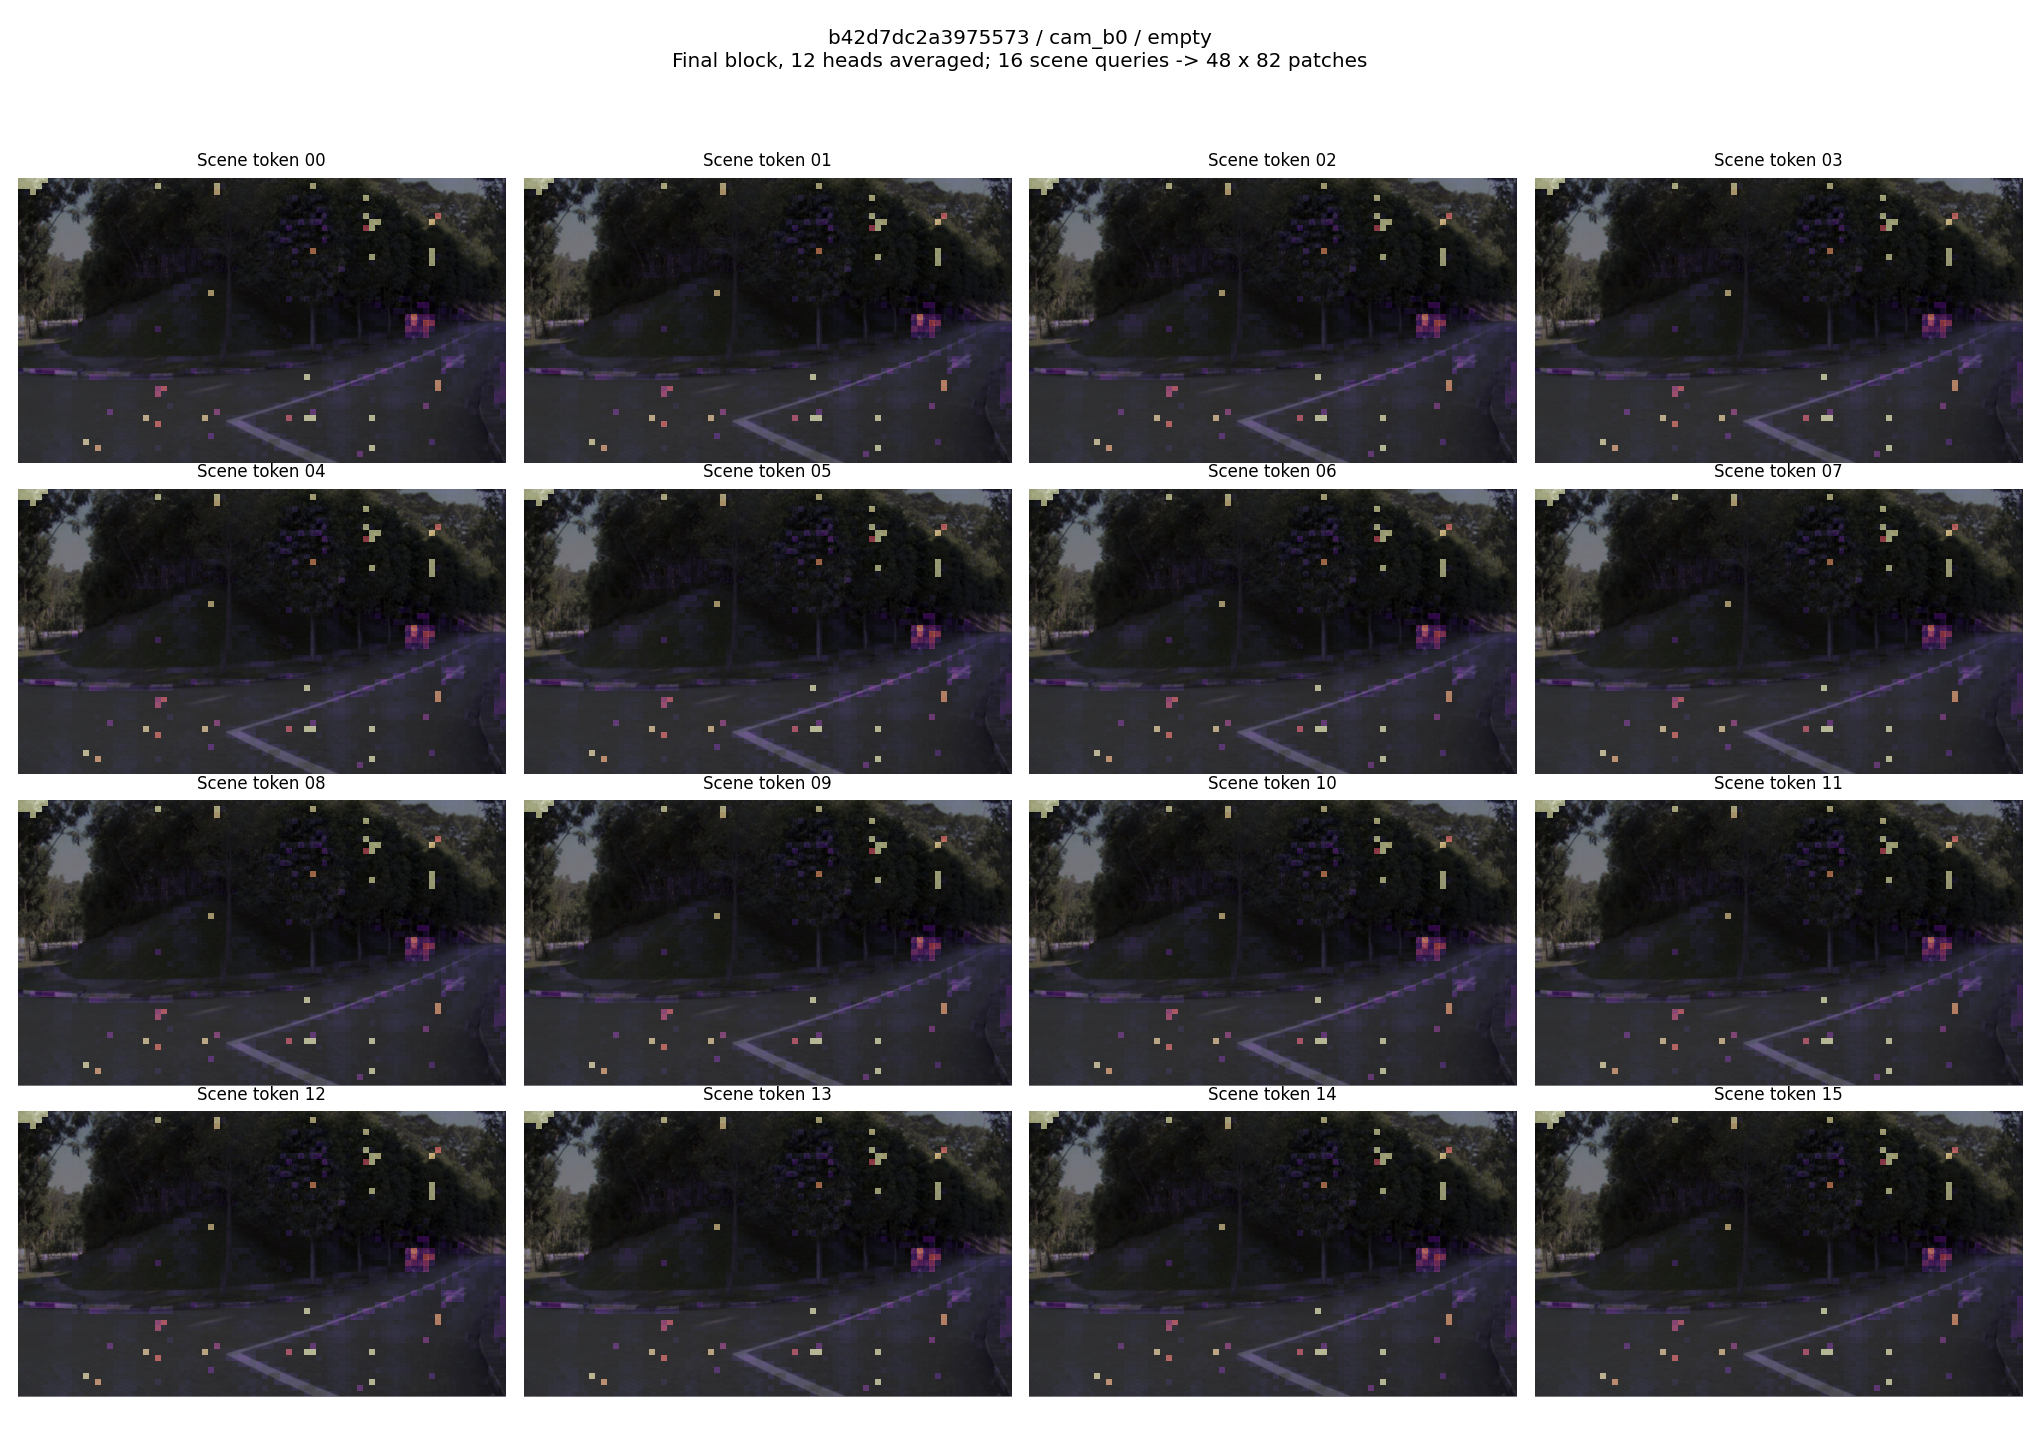 b42d7dc2a3975573 / cam_b0 / empty
Final block, 12 heads averaged; 16 scene queries -> 48 x 82 patches
Scene token 00
Scene token 01
Scene token 02
Scene token 03
Scene token 04
Scene token 05
Scene token 06
Scene token 07
Scene token 08
Scene token 09
Scene token 10
Scene token 11
Scene token 12
Scene token 13
Scene token 14
Scene token 15